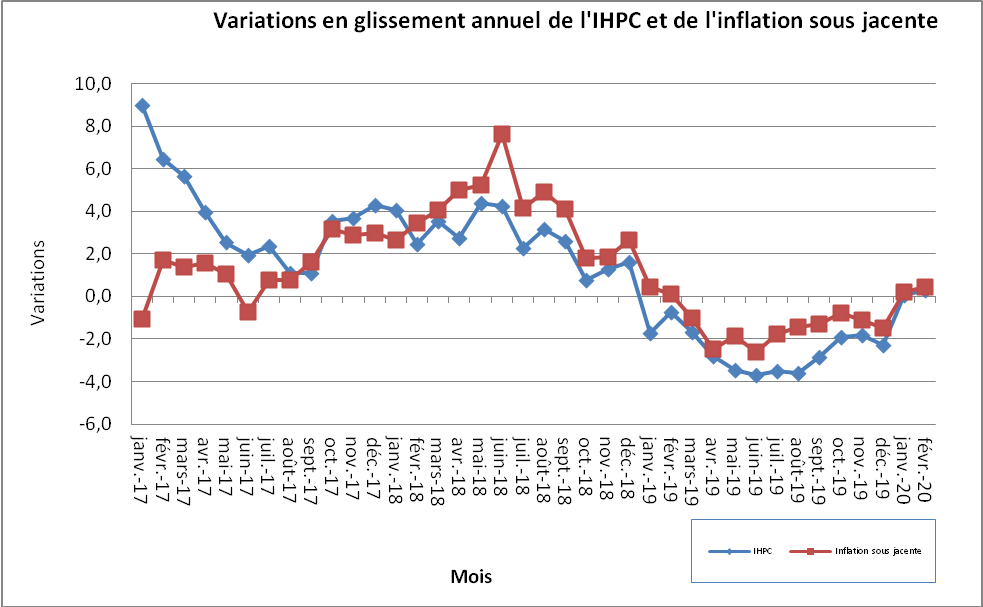 Variations en glissement annuel de l'IHPC et de l'inflation sous jacente
10,0
8,0
6,0
4,0
2,0
0,0
-2,0
-4,0
-6,0
Variations
janv.-17
févr.-17
mars-17
avr.-17
mai-17
juin-17
juil.-17
août-17
sept.-17
oct.-17
nov.-17
déc.-17
janv.-18
févr.-18
mars-18
avr.-18
mai-18
juin-18
juil.-18
août-18
sept.-18
oct.-18
nov.-18
déc.-18
janv.-19
févr.-19
mars-19
avr.-19
mai-19
juin-19
juil.-19
août-19
sept.-19
oct.-19
nov.-19
déc.-19
janv.-20
févr.-20
Mois
IHPC
Inflation sous jacente